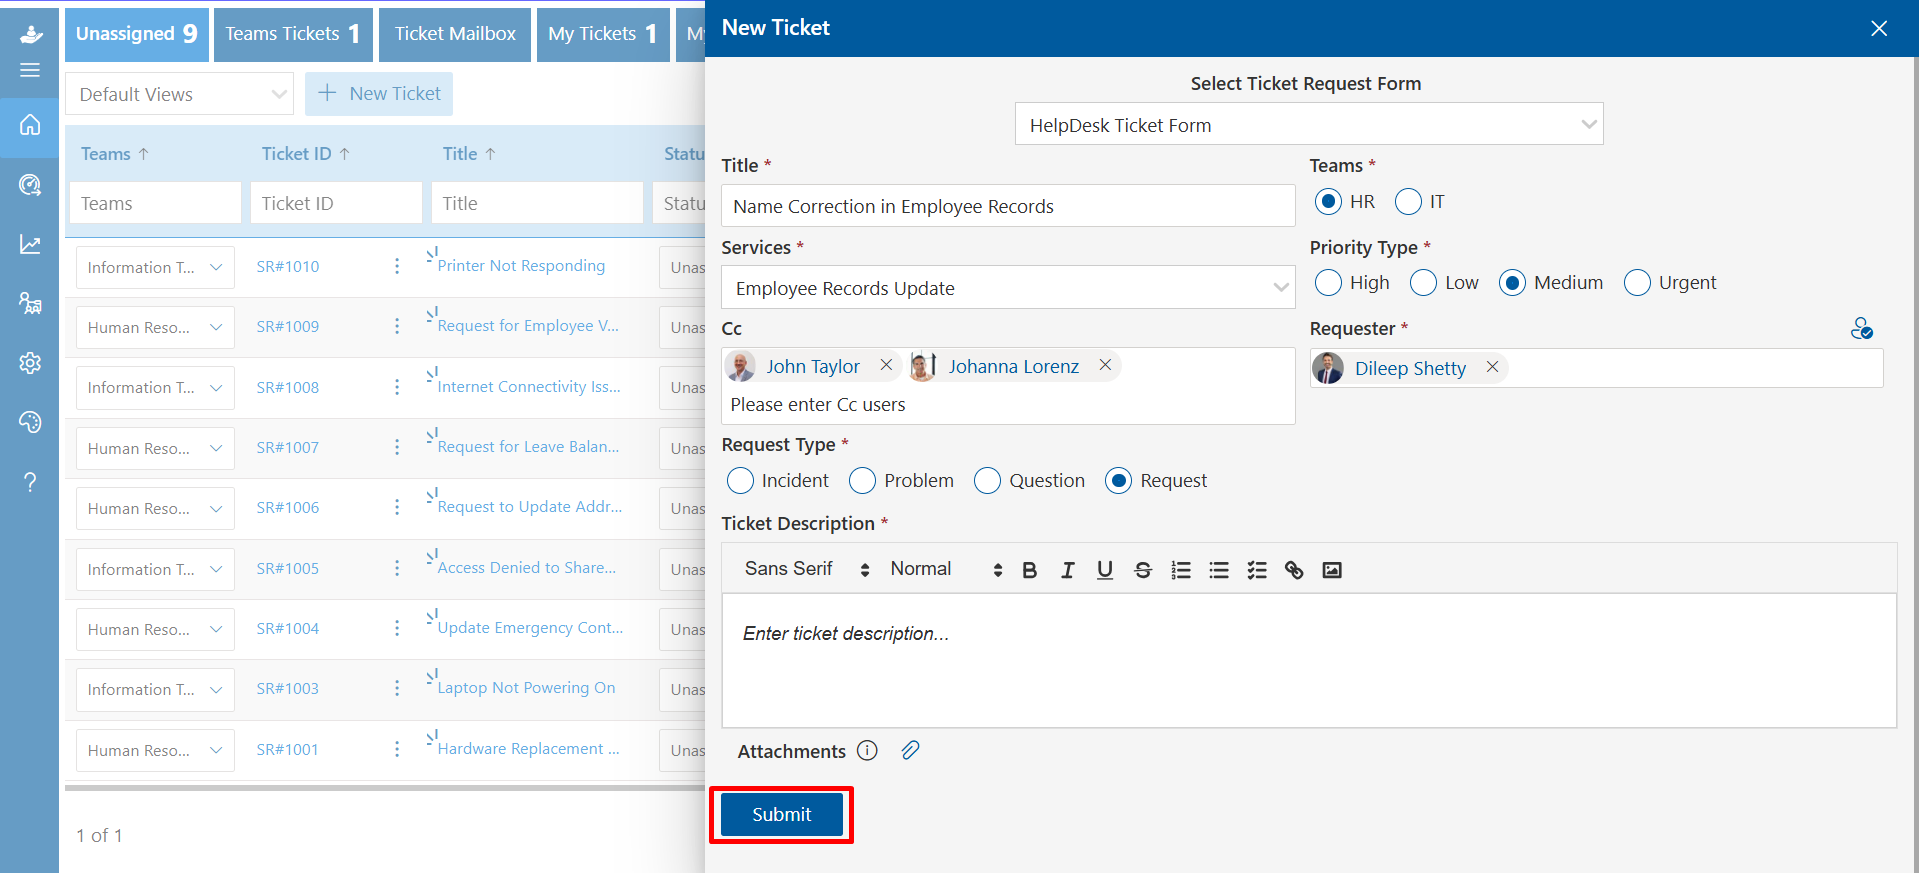 Unassigned 9
Teams Tickets 1
Ticket Mailbox
My Tickets 1
My
Default Views
New Ticket
Teams
Ticket ID
Title
Statu
Teams
Ticket ID
Title
Statu
Information T...
SR#1010
Printer Not Responding
Unas
Human Reso...
SR#1009
Request for Employee V...
Unas
Information T...
SR#1008
Internet Connectivity Iss...
Unas
Human Reso...
SR#1007
Request for Leave Balan...
Unas
Human Reso...
SR#1006
Request to Update Addr...
Unas
Information T...
SR#1005
Access Denied to Share...
Unas
Human Reso...
SR#1004
Update Emergency Cont...
Unas
Information T...
SR#1003
Laptop Not Powering On
Unas
Human Reso...
SR#1001
Hardware Replacement ...
Unas
1 of 1
New Ticket
Select Ticket Request Form
HelpDesk Ticket Form
Title *
Name Correction in Employee Records
Teams *
HR
IT
Services *
Employee Records Update
Priority Type *
High
Low
Medium
Urgent
Cc
John Taylor
Johanna Lorenz
Please enter Cc users
Requester *
Dileep Shetty
Request Type *
Incident
Problem
Question
Request
Ticket Description *
Sans Serif
Normal
Enter ticket description...
Attachments
Submit